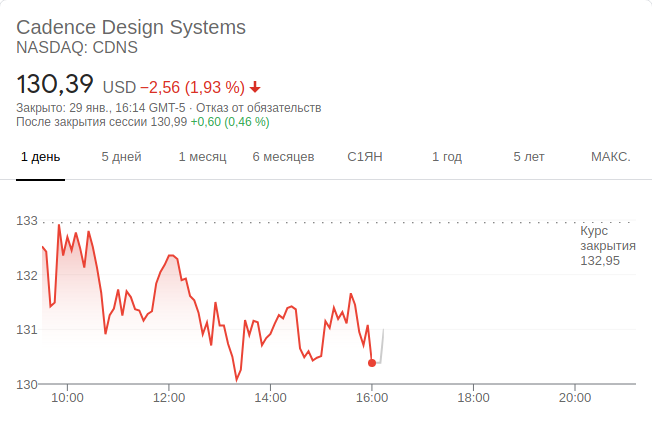 Cadence Design Systems
NASDAQ: CDNS
130,39 USD −2,56 (1,93 %)
Закрыто: 29 янв., 16:14 GMT-5 · Отказ от обязательств
После закрытия сессии 130,99 +0,60 (0,46 %)
1 день 5 дней 1 месяц 6 месяцев С1ЯН 1 год 5 лет МАКС.
133
Курс
закрытия
132,95
132
131
130
10:00 12:00 14:00 16:00 18:00 20:00